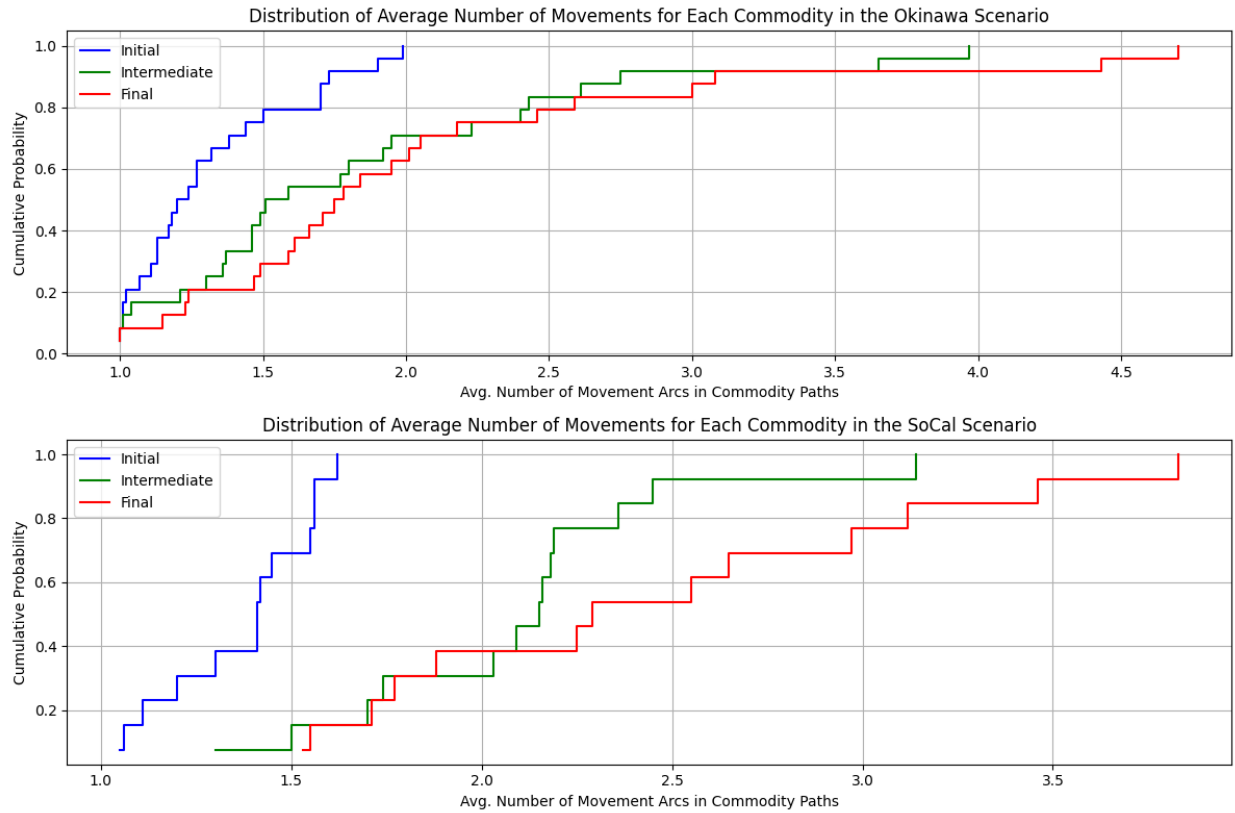 Distribution of Average Number of Movements for Each Commodity in the Okinawa Scenario
1.0
0.8
0.6
0.4
0.2
0.0
Cumulative Probability
Initial
Intermediate
Final
1.0 1.5 2.0 2.5 3.0 3.5 4.0 4.5
Avg. Number of Movement Arcs in Commodity Paths
Distribution of Average Number of Movements for Each Commodity in the SoCal Scenario
1.0
0.8
0.6
0.4
0.2
Cumulative Probability
Initial
Intermediate
Final
1.0 1.5 2.0 2.5 3.0 3.5
Avg. Number of Movement Arcs in Commodity Paths